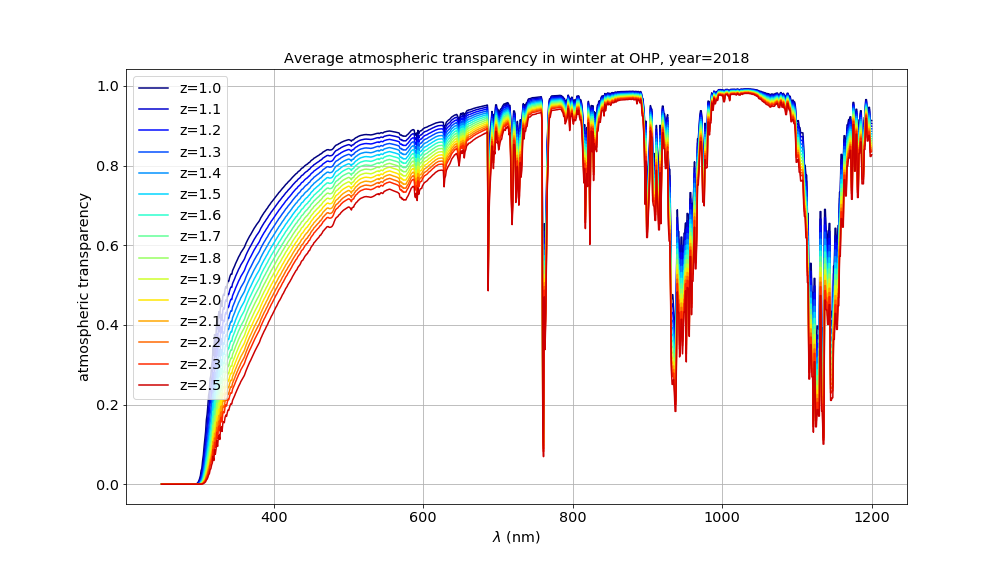 Average atmospheric transparency in winter at OHP, year=2018
atmospheric transparency
1.0
0.8
0.6
0.4
0.2
0.0
z=1.0
z=1.1
z=1.2
z=1.3
z=1.4
z=1.5
z=1.6
z=1.7
z=1.8
z=1.9
z=2.0
z=2.1
z=2.2
z=2.3
z=2.5
400 600 800 1000 1200
λ (nm)